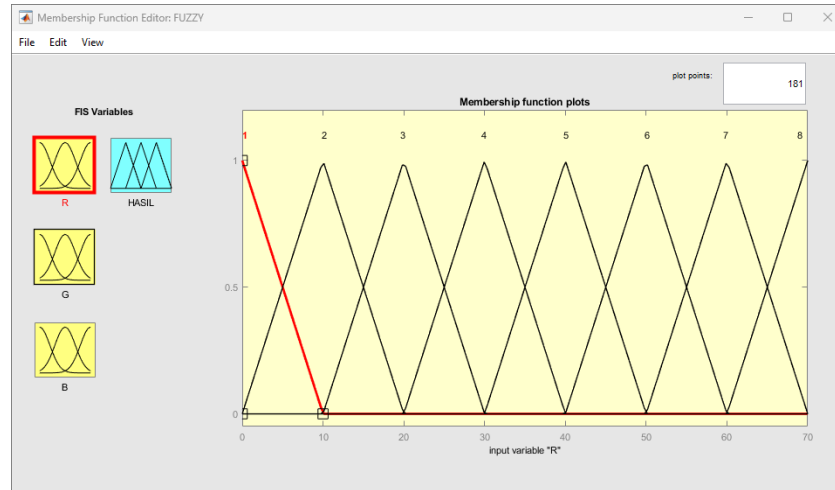 Membership Function Editor: FUZZY
File Edit View
plot points:
181
FIS Variables
R
HASIL
G
B
Membership function plots
1 2 3 4 5 6 7 8
1
0.5
0
0 10 20 30 40 50 60 70
input variable "R"